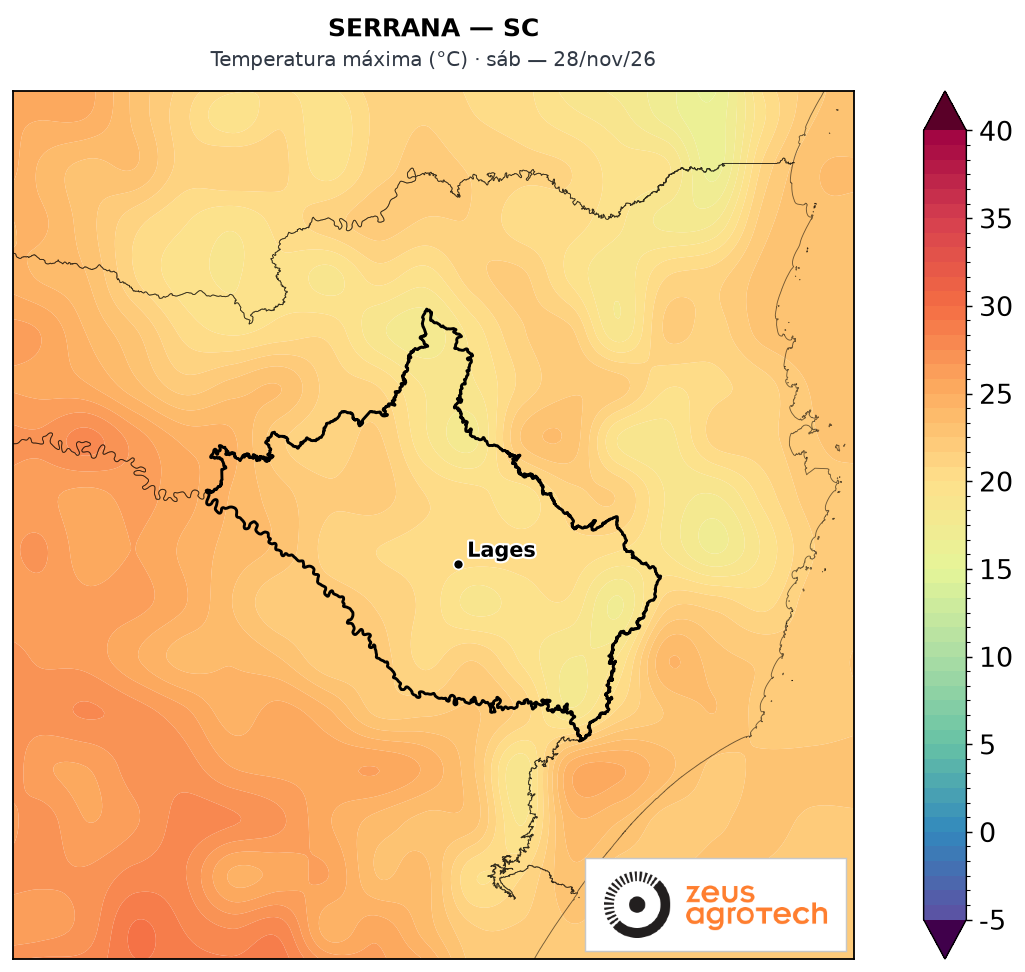 SERRANA — SC
Temperatura máxima (°C) · sáb — 28/nov/26
40
35
30
25
20
15
10
5
0
-5
Lages
zeus
agrotech